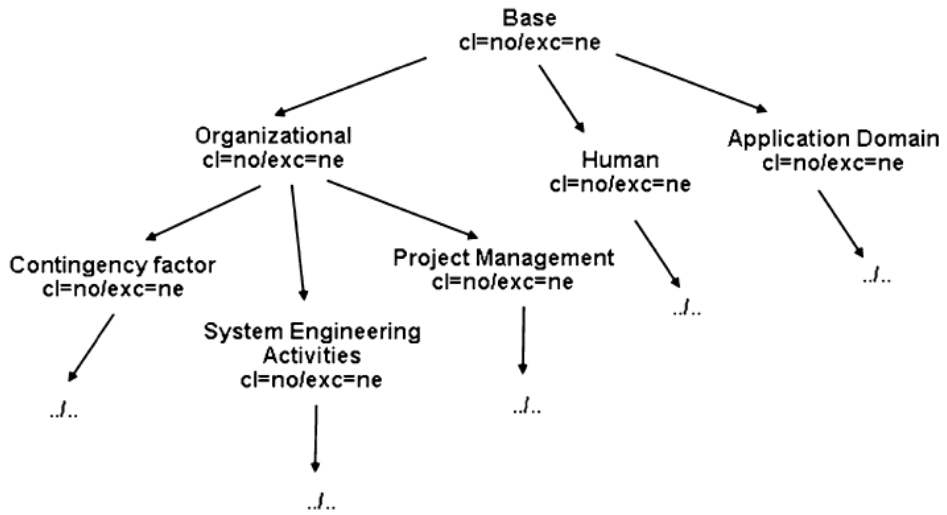 Base
cl=no/exc=ne
Organizational
cl=no/exc=ne
Human
cl=no/exc=ne
Application Domain
cl=no/exc=ne
Contingency factor
cl=no/exc=ne
System Engineering
Activities
cl=no/exc=ne
Project Management
cl=no/exc=ne
../..
../..
../..
../..
../..